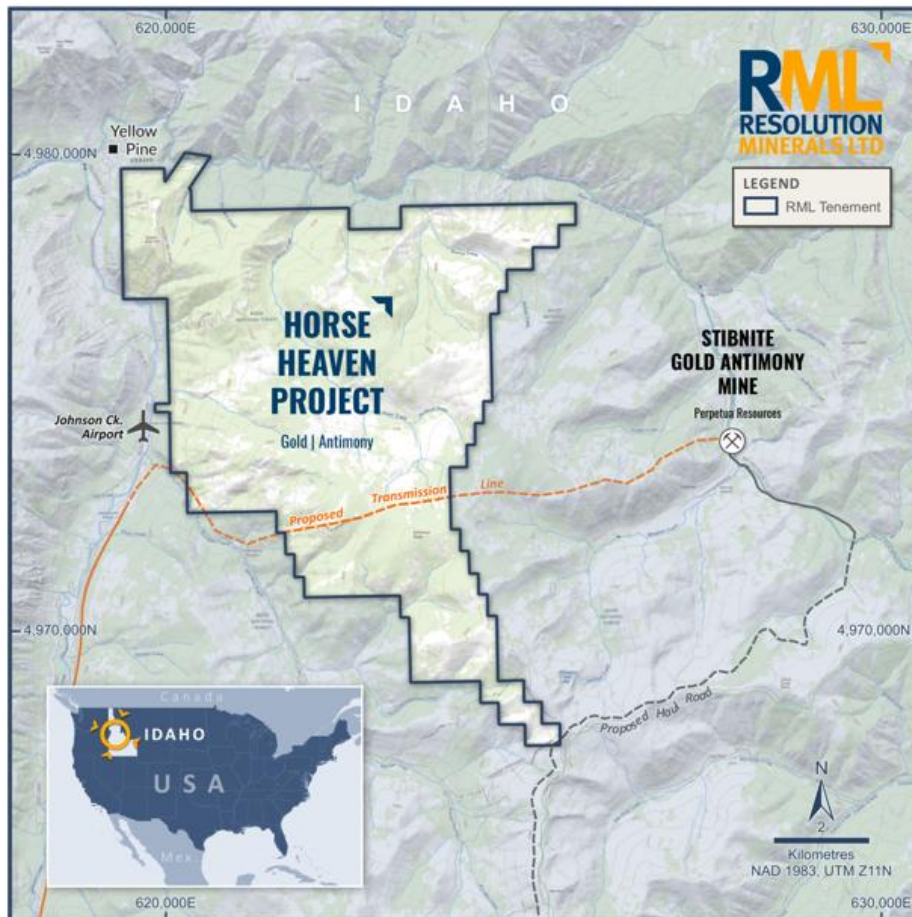 620,000E
630,000E
IDAHO
RML
RESOLUTION
MINERALS LTD
Yellow
Pine
4,980,000N
LEGEND
RML Tenement
HORSE
HEAVEN
PROJECT
Gold | Antimony
STIBNITE
GOLD ANTIMONY
MINE
Perpetua Resources
Johnson Ck.
Airport
Proposed Transmission Line
4,970,000N
4,970,000N
Proposed Haul Road
Canada
IDAHO
USA
Mex.
N
2
Kilometres
NAD 1983, UTM Z11N
620,000E
630,000E